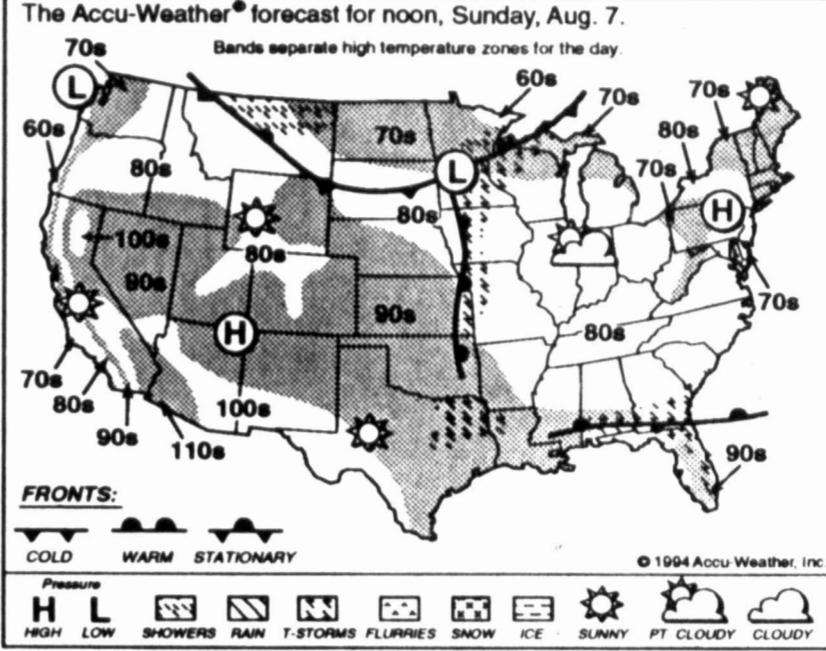 The Accu-Weather® forecast for noon, Sunday, Aug. 7.
Bands separate high temperature zones for the day.
70s
L
60s
80s
100s
90s
H
70s
80s
90s
110s
100s
80s
70s
L
80s
90s
60s
70s
70s
80s
70s
H
70s
80s
90s
FRONTS:
COLD WARM STATIONARY
© 1994 Accu-Weather, Inc.
Pressure
H L
HIGH LOW SHOWERS RAIN T-STORMS FLURRIES SNOW ICE SUNNY PT CLOUDY CLOUDY